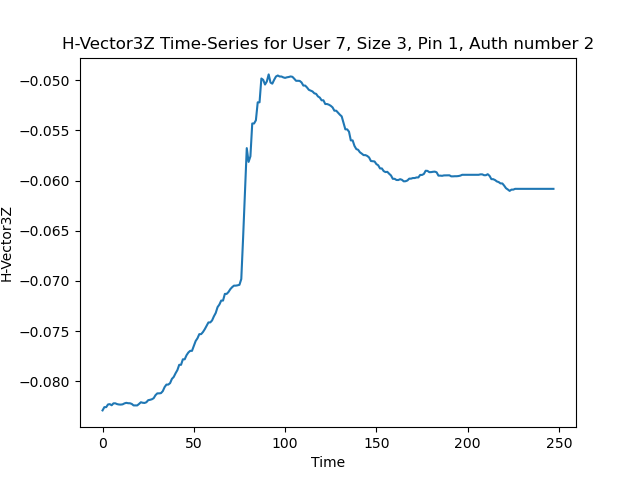 H-Vector3Z Time-Series for User 7, Size 3, Pin 1, Auth number 2
−0.050
−0.055
−0.060
−0.065
−0.070
−0.075
−0.080
H-Vector3Z
0 50 100 150 200 250
Time